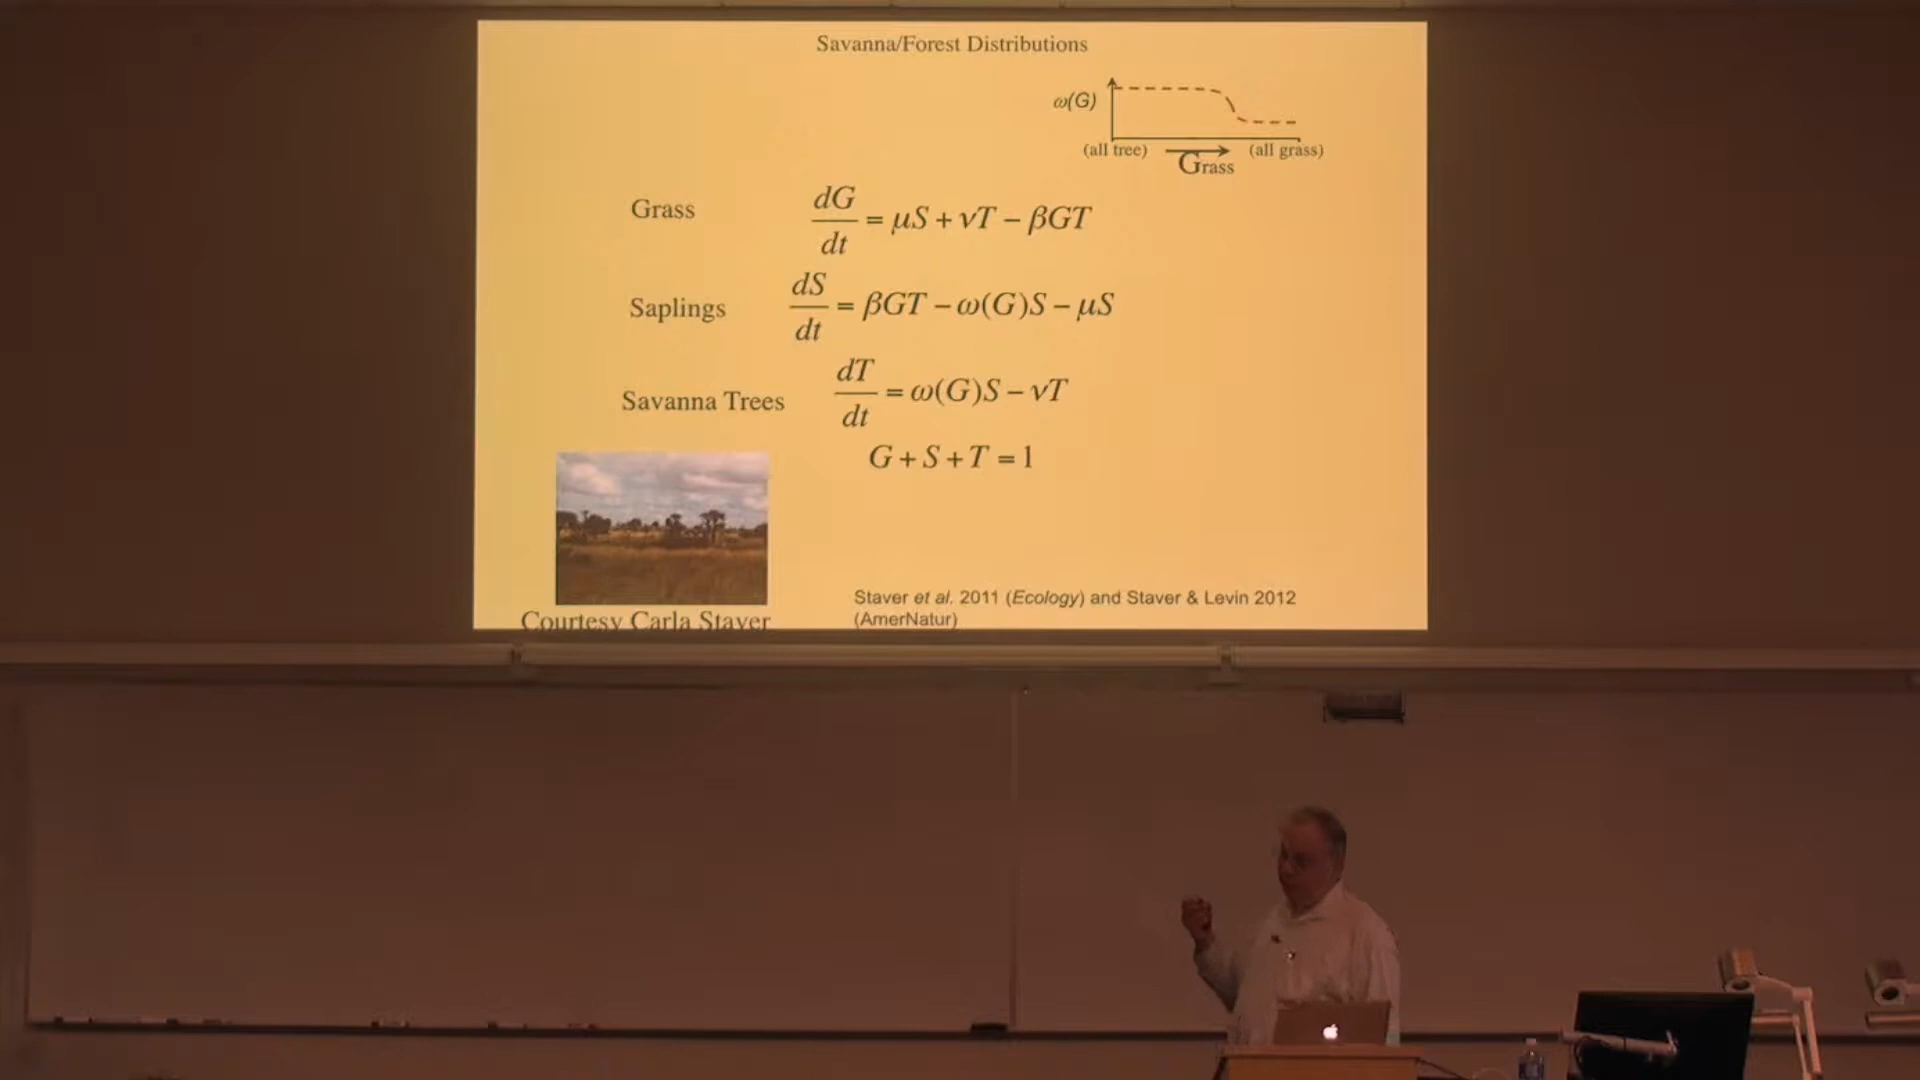 Savanna/Forest Distributions
ω(G)
(all tree)
(all grass)
Grass
Grass
dG/dt = μS + νT − βGT
Saplings
dS/dt = βGT − ω(G)S − μS
Savanna Trees
dT/dt = ω(G)S − νT
G + S + T = 1
Courtesy Carla Staver
Staver et al. 2011 (Ecology) and Staver & Levin 2012
(AmerNatur)